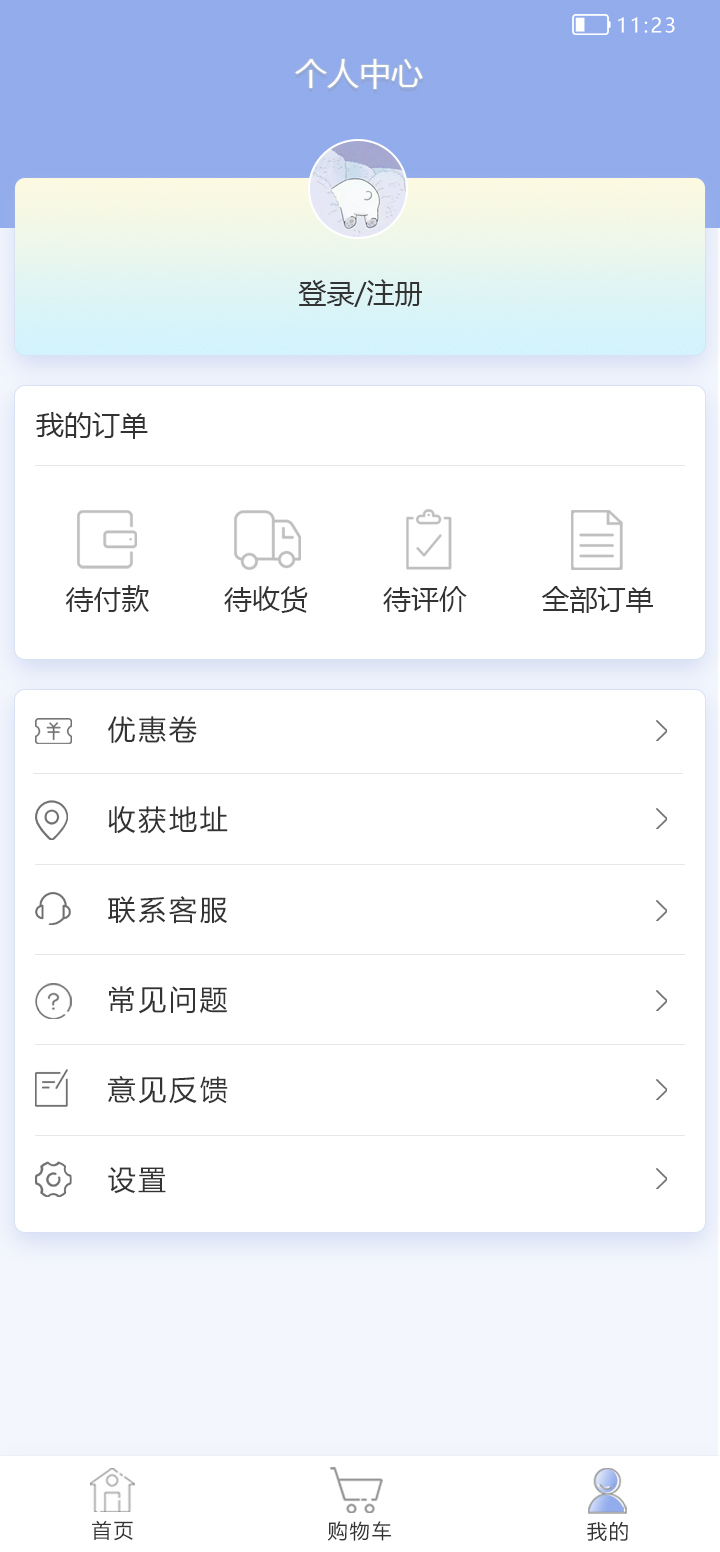 11:23
个人中心
登录/注册
我的订单
待付款 待收货 待评价 全部订单
优惠卷
收获地址
联系客服
常见问题
意见反馈
设置
首页 购物车 我的